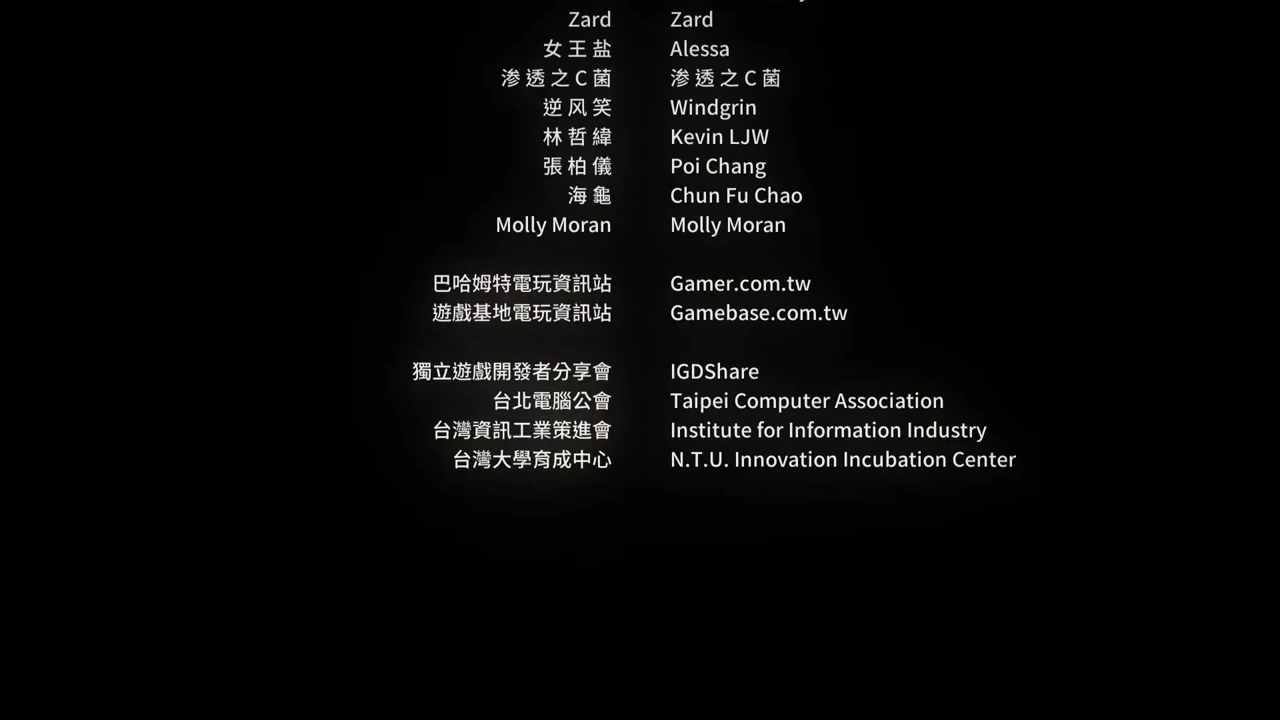 Zard Zard
女王盐 Alessa
渗透之C菌 渗透之C菌
逆风笑 Windgrin
林哲緯 Kevin LJW
張柏儀 Poi Chang
海龜 Chun Fu Chao
Molly Moran Molly Moran
巴哈姆特電玩資訊站 Gamer.com.tw
遊戲基地電玩資訊站 Gamebase.com.tw
獨立遊戲開發者分享會 IGDShare
台北電腦公會 Taipei Computer Association
台灣資訊工業策進會 Institute for Information Industry
台灣大學育成中心 N.T.U. Innovation Incubation Center